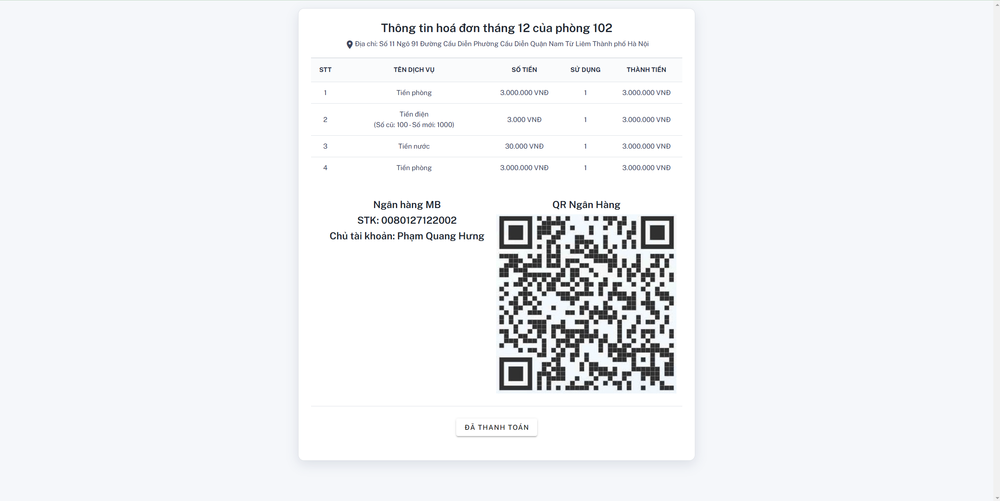 Thông tin hoá đơn tháng 12 của phòng 102
Địa chỉ: Số 11 Ngõ 91 Đường Cầu Diễn Phường Cầu Diễn Quận Nam Từ Liêm Thành phố Hà Nội
STT TÊN DỊCH VỤ SỐ TIỀN SỬ DỤNG THÀNH TIỀN
1 Tiền phòng 3.000.000 VNĐ 1 3.000.000 VNĐ
2 Tiền điện (Số cũ: 100 - Số mới: 1000) 3.000 VNĐ 1 3.000.000 VNĐ
3 Tiền nước 30.000 VNĐ 1 3.000.000 VNĐ
4 Tiền phòng 3.000.000 VNĐ 1 3.000.000 VNĐ
Ngân hàng MB
STK: 0080127122002
Chủ tài khoản: Phạm Quang Hưng
QR Ngân Hàng
ĐÃ THANH TOÁN